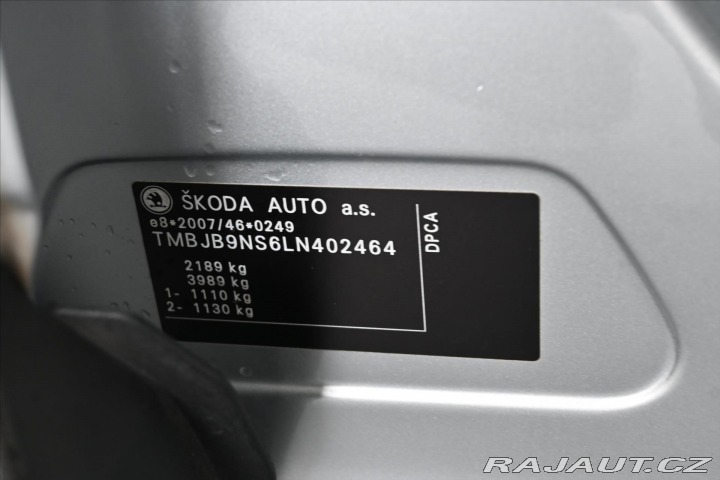 ŠKODA AUTO a.s.
e8*2007/46*0249
TMBJB9NS6LN402464
2189 kg
3989 kg
1- 1110 kg
2- 1130 kg
DPCA
RAJAUT.CZ